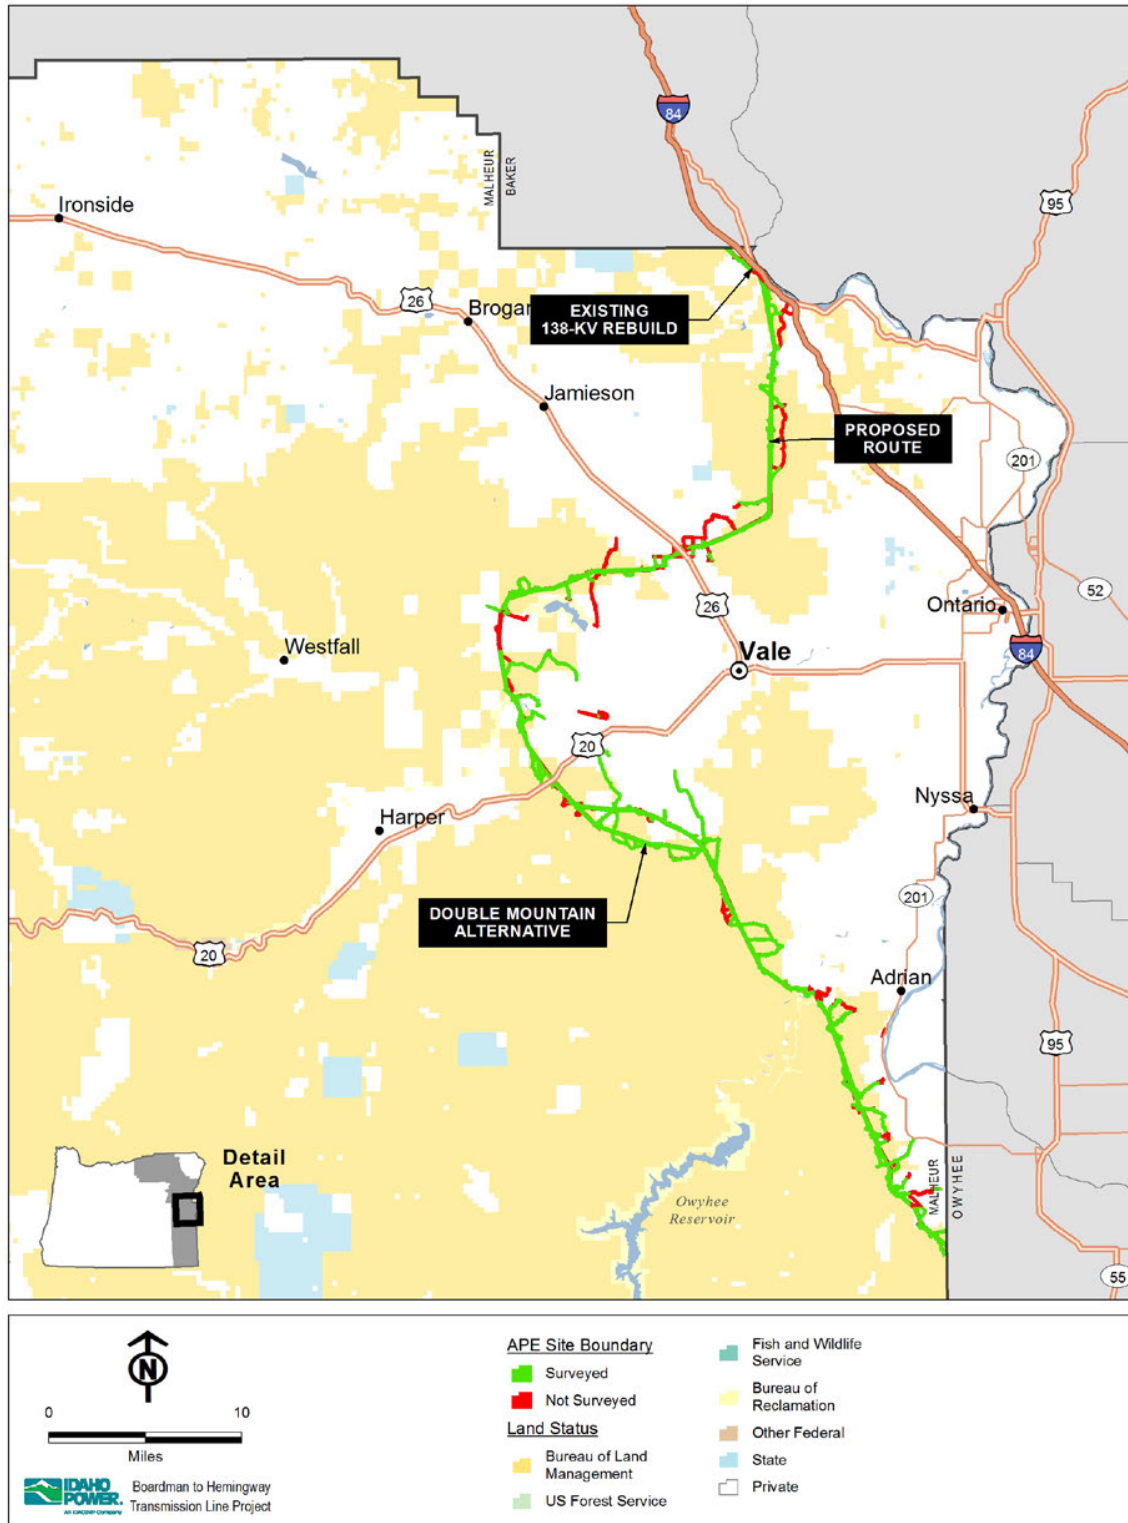 84
MALHEUR
BAKER
Ironside
95
26
Brogan
EXISTING
138-KV REBUILD
Jamieson
PROPOSED
ROUTE
201
52
26
Ontario
Westfall
Vale
84
20
Nyssa
Harper
201
DOUBLE MOUNTAIN
ALTERNATIVE
20
Adrian
95
Detail
Area
Owyhee
Reservoir
MALHEUR
OWYHEE
55
N
0 10
Miles
IDAHO
POWER.
AN IDACORP COMPANY
Boardman to Hemingway
Transmission Line Project
APE Site Boundary
Surveyed
Not Surveyed
Land Status
Bureau of Land
Management
US Forest Service
Fish and Wildlife
Service
Bureau of
Reclamation
Other Federal
State
Private